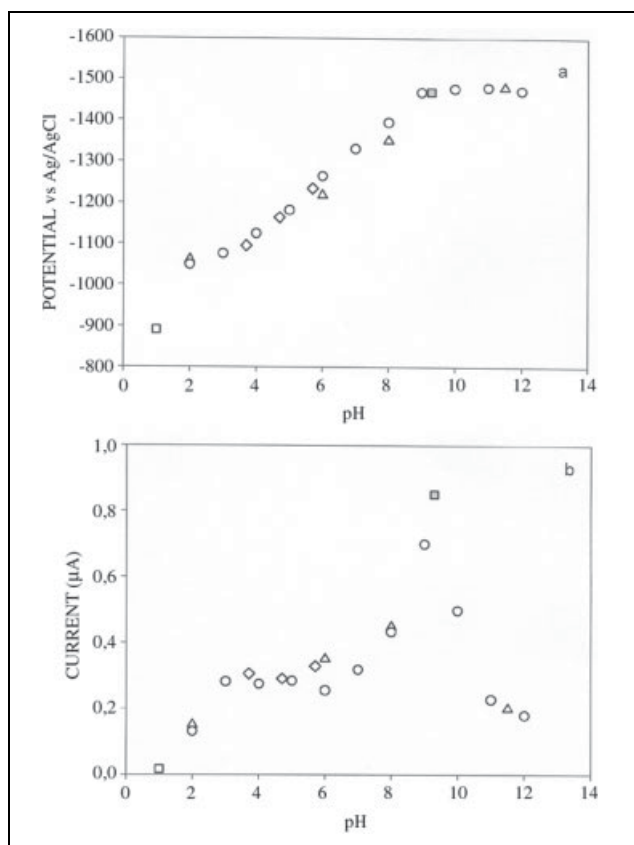 -1600
-1500
-1400
-1300
-1200
-1100
-1000
-900
-800
POTENTIAL vs Ag/AgCl
a
0 2 4 6 8 10 12 14
pH
1,0
0,8
0,6
0,4
0,2
0,0
CURRENT (µA)
b
0 2 4 6 8 10 12 14
pH